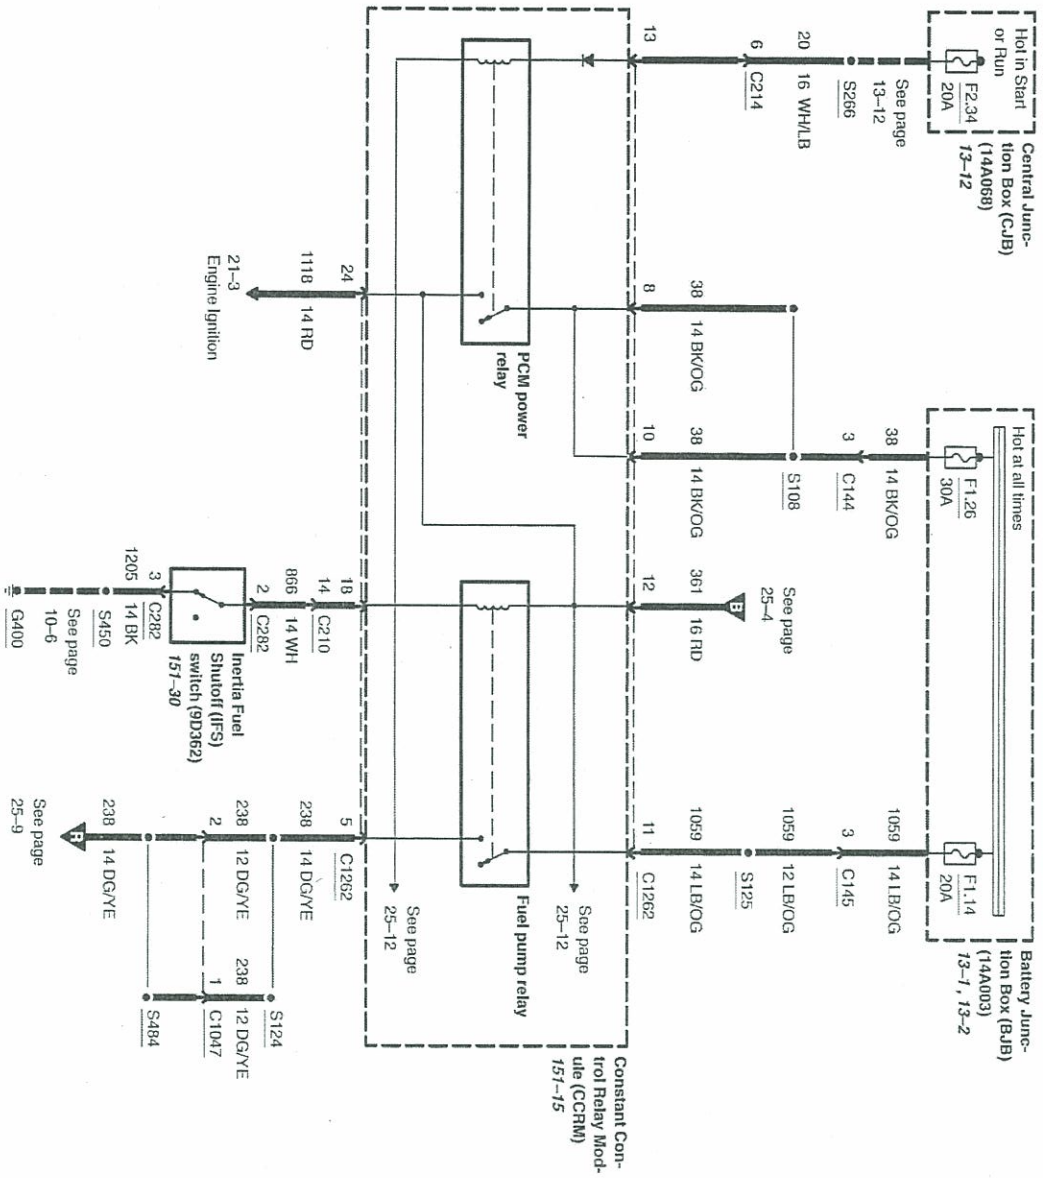 Hot in Start
or Run
F2.34
20A
Central Junc-
tion Box (CJB)
(14A068)
13–12
See page
13–12
S266
20
16 WH/LB
6
C214
13
Hot at all times
F1.26
30A
F1.14
20A
Battery Junc-
tion Box (BJB)
(14A003)
13–1, 13–2
38
14 BK/OG
3
C144
S108
38
14 BK/OG
8
38
14 BK/OG
10
See page
25–4
B
361
16 RD
12
1059
14 LB/OG
3
C145
1059
12 LB/OG
S125
1059
14 LB/OG
11
C1262
PCM power
relay
Fuel pump relay
See page
25–12
See page
25–12
Constant Con-
trol Relay Mod-
ule (CCRM)
151–15
24
1118
14 RD
21–3
Engine Ignition
18
14
C210
866
14 WH
2
C282
Inertia Fuel
Shutoff (IFS)
switch (9D362)
151–30
3
C282
1205
14 BK
S450
See page
10–6
G400
5
C1262
238
14 DG/YE
S124
238
12 DG/YE
238
12 DG/YE
2
1
C1047
S484
238
14 DG/YE
See page
25–9